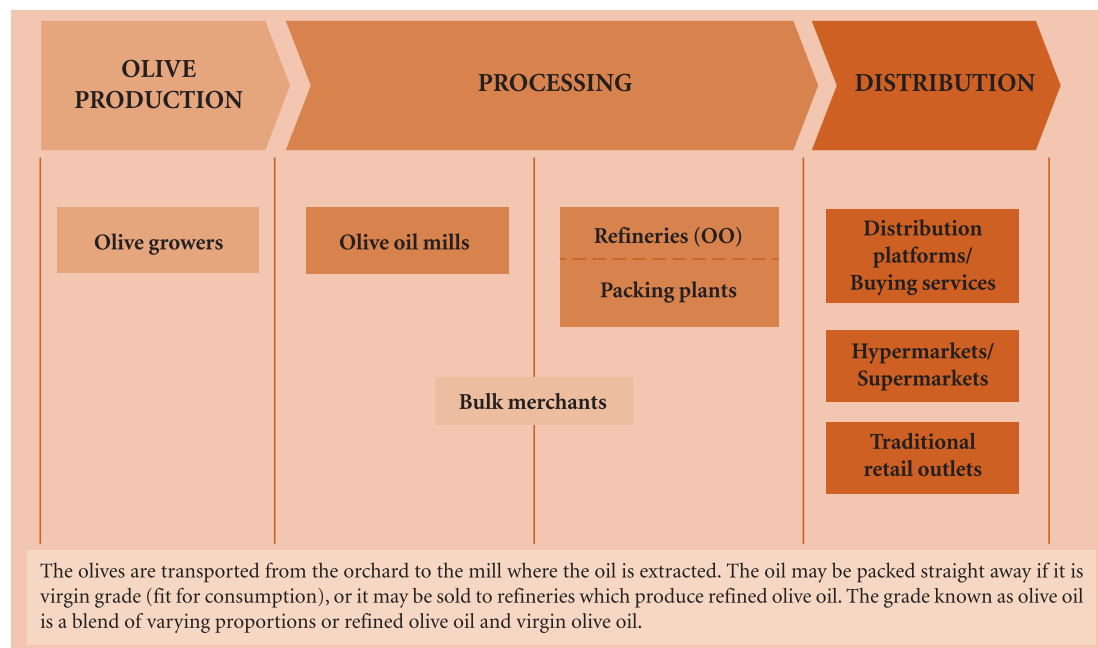 OLIVE
PRODUCTION
PROCESSING
DISTRIBUTION
Olive growers
Olive oil mills
Refineries (OO)
Packing plants
Bulk merchants
Distribution
platforms/
Buying services
Hypermarkets/
Supermarkets
Traditional
retail outlets
The olives are transported from the orchard to the mill where the oil is extracted. The oil may be packed straight away if it is
virgin grade (fit for consumption), or it may be sold to refineries which produce refined olive oil. The grade known as olive oil
is a blend of varying proportions or refined olive oil and virgin olive oil.